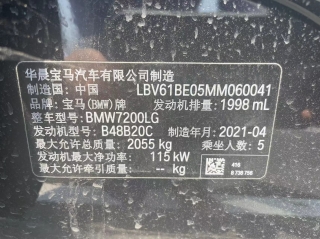 华晨宝马汽车有限公司制造
制造国：中国 LBV61BE05MM060041
品牌：宝马(BMW)牌 发动机排量：1998 mL
整车型号：BMW7200LG
发动机型号：B48B20C 制造年月：2021-04
最大允许总质量：2055 kg 乘坐人数：5
发动机最大净功率：115 kW
最大允许牵引质量：-- kg